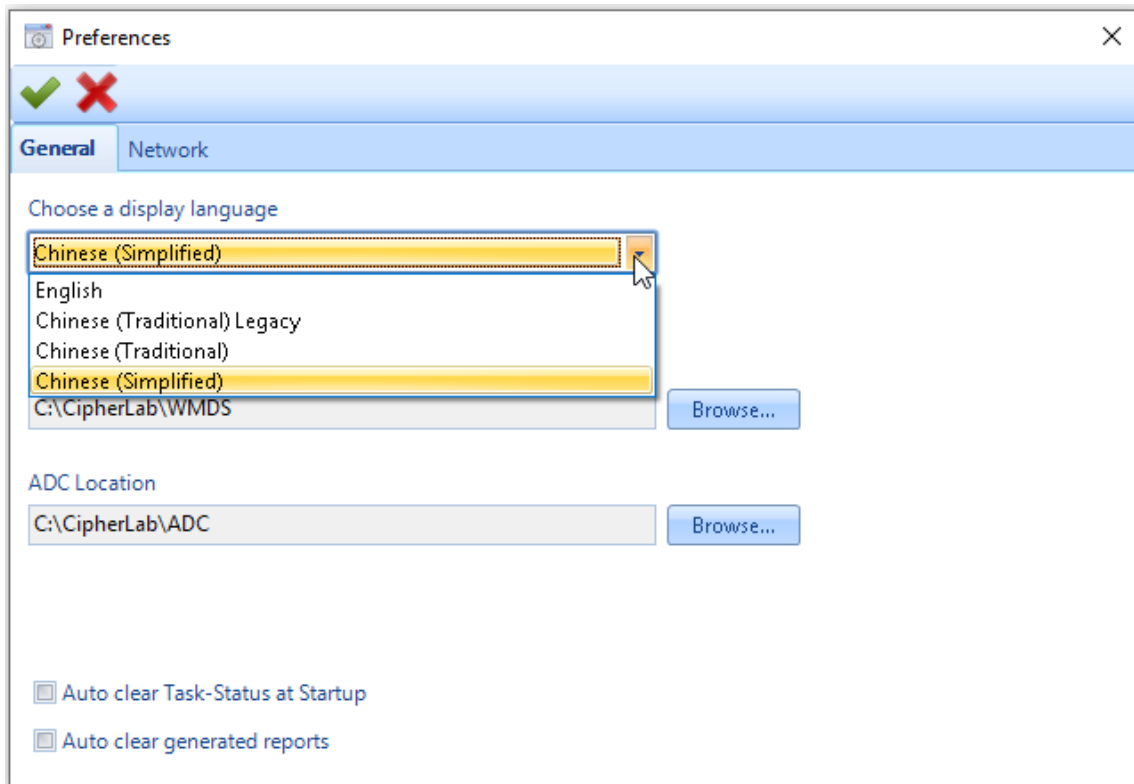 Preferences
General
Network
Choose a display language
Chinese (Simplified)
English
Chinese (Traditional) Legacy
Chinese (Traditional)
Chinese (Simplified)
C:\CipherLab\WMDS
Browse...
ADC Location
C:\CipherLab\ADC
Browse...
Auto clear Task-Status at Startup
Auto clear generated reports